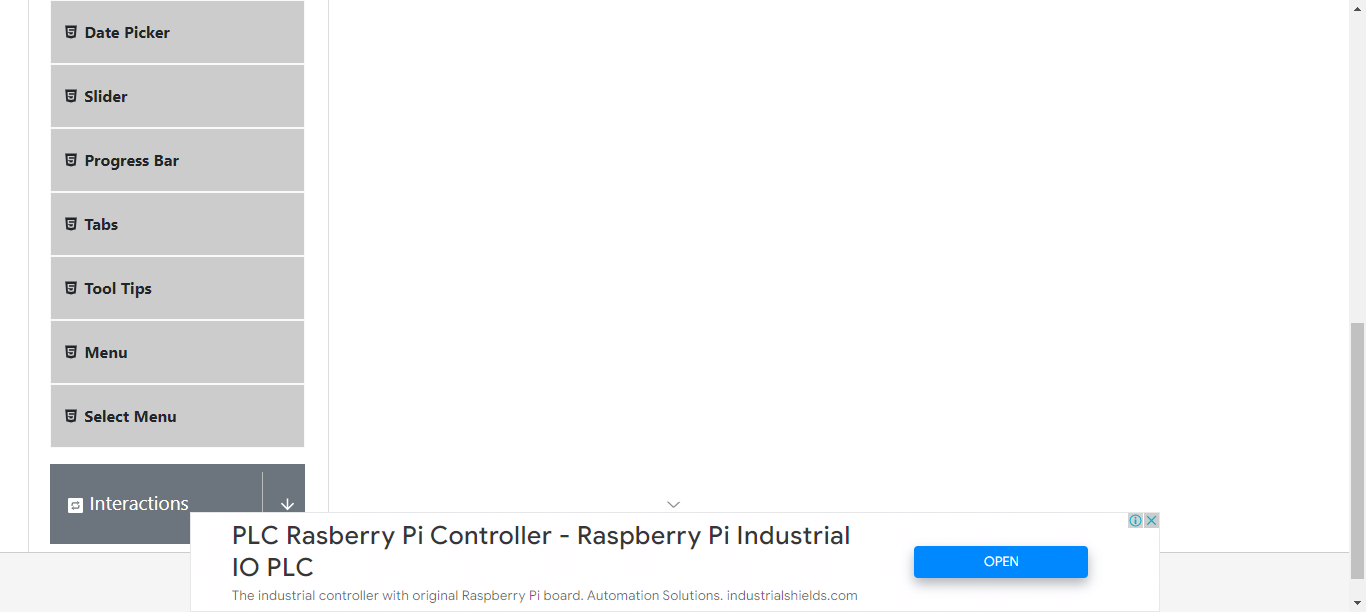 Date Picker
Slider
Progress Bar
Tabs
Tool Tips
Menu
Select Menu
Interactions
PLC Rasberry Pi Controller - Raspberry Pi Industrial
IO PLC
OPEN
The industrial controller with original Raspberry Pi board. Automation Solutions. industrialshields.com